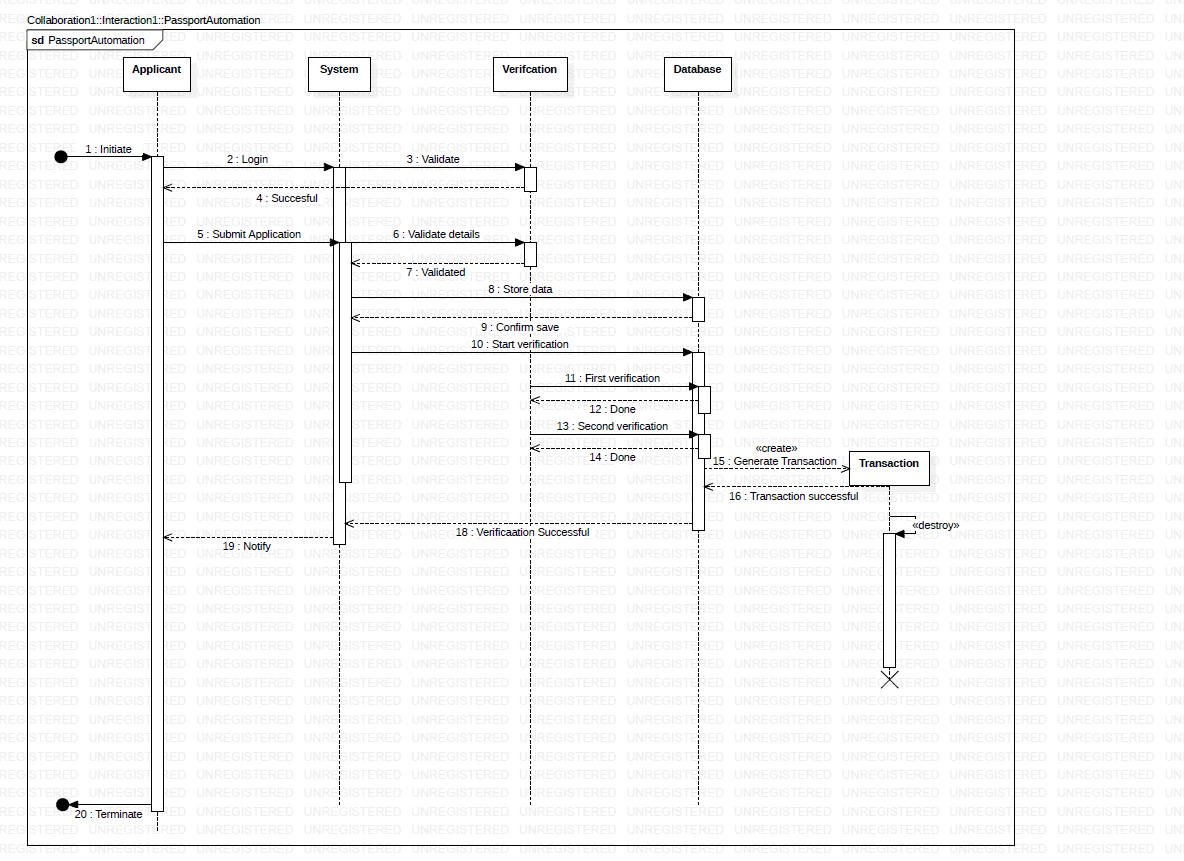 Collaboration1::Interaction1::PassportAutomation
sd PassportAutomation
Applicant
System
Verifcation
Database
1 : Initiate
2 : Login
3 : Validate
4 : Succesful
5 : Submit Application
6 : Validate details
7 : Validated
8 : Store data
9 : Confirm save
10 : Start verification
11 : First verification
12 : Done
13 : Second verification
14 : Done
«create»
15 : Generate Transaction
Transaction
16 : Transaction successful
«destroy»
18 : Verificaation Successful
19 : Notify
20 : Terminate
UNREGISTERED